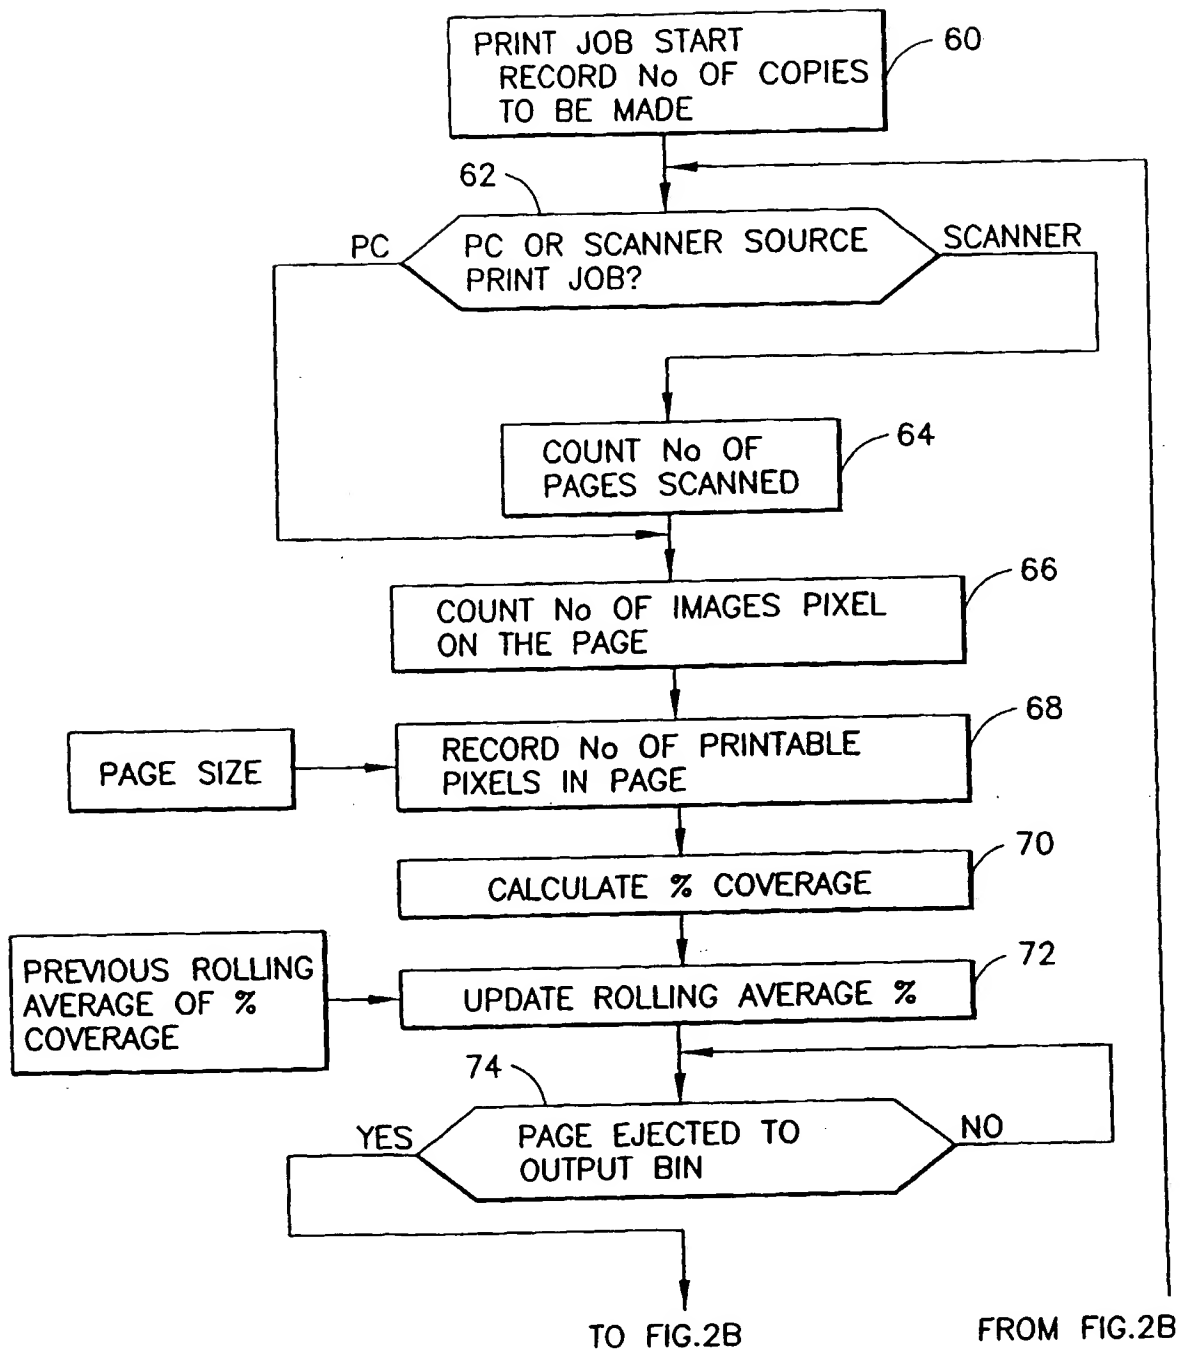 PRINT JOB START
RECORD No OF COPIES
TO BE MADE
60
62
PC
PC OR SCANNER SOURCE
PRINT JOB?
SCANNER
COUNT No OF
PAGES SCANNED
64
COUNT No OF IMAGES PIXEL
ON THE PAGE
66
PAGE SIZE
RECORD No OF PRINTABLE
PIXELS IN PAGE
68
CALCULATE % COVERAGE
70
PREVIOUS ROLLING
AVERAGE OF %
COVERAGE
UPDATE ROLLING AVERAGE %
72
74
YES
PAGE EJECTED TO
OUTPUT BIN
NO
TO FIG.2B
FROM FIG.2B